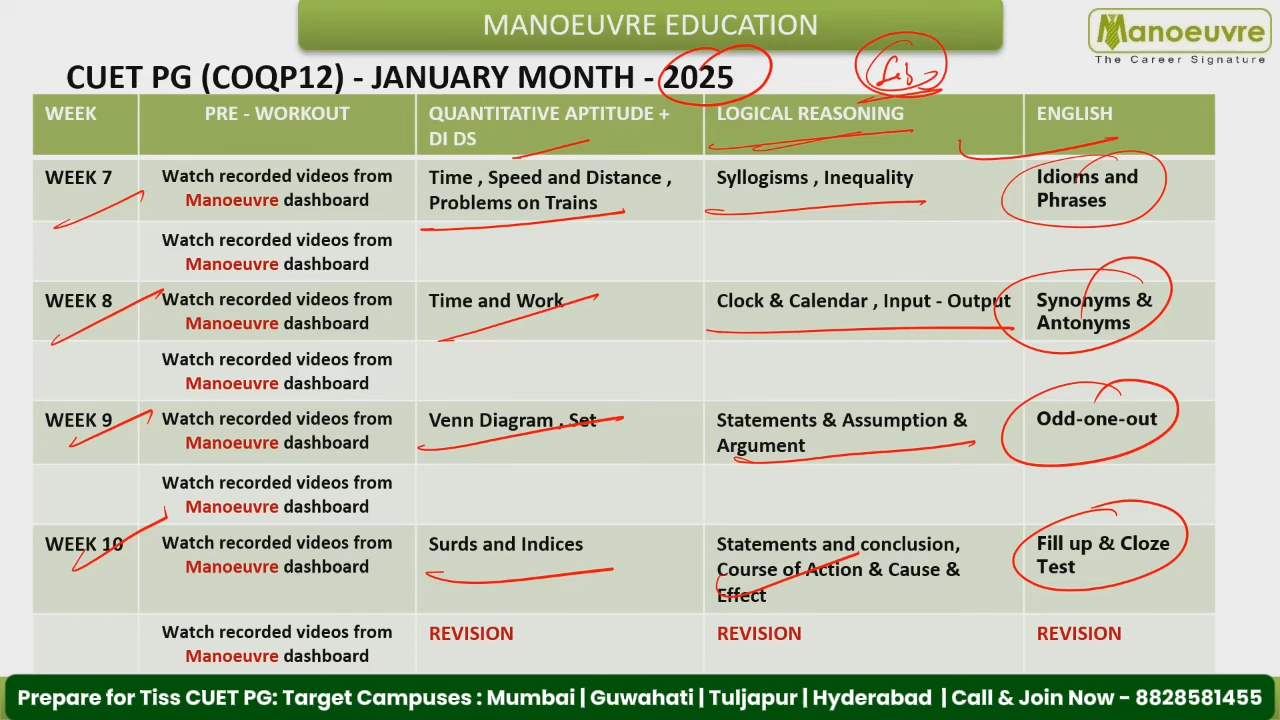 MANOEUVRE EDUCATION
Manoeuvre
The Career Signature
CUET PG (COQP12) - JANUARY MONTH - 2025
WEEK
PRE - WORKOUT
QUANTITATIVE APTITUDE +
DI DS
LOGICAL REASONING
ENGLISH
WEEK 7
Watch recorded videos from
Manoeuvre dashboard
Time , Speed and Distance ,
Problems on Trains
Syllogisms , Inequality
Idioms and
Phrases
Watch recorded videos from
Manoeuvre dashboard
WEEK 8
Watch recorded videos from
Manoeuvre dashboard
Time and Work
Clock & Calendar , Input - Output
Synonyms &
Antonyms
Watch recorded videos from
Manoeuvre dashboard
WEEK 9
Watch recorded videos from
Manoeuvre dashboard
Venn Diagram , Set
Statements & Assumption &
Argument
Odd-one-out
Watch recorded videos from
Manoeuvre dashboard
WEEK 10
Watch recorded videos from
Manoeuvre dashboard
Surds and Indices
Statements and conclusion,
Course of Action & Cause &
Effect
Fill up & Cloze
Test
Watch recorded videos from
Manoeuvre dashboard
REVISION
REVISION
REVISION
Prepare for Tiss CUET PG: Target Campuses : Mumbai | Guwahati | Tuljapur | Hyderabad | Call & Join Now - 8828581455